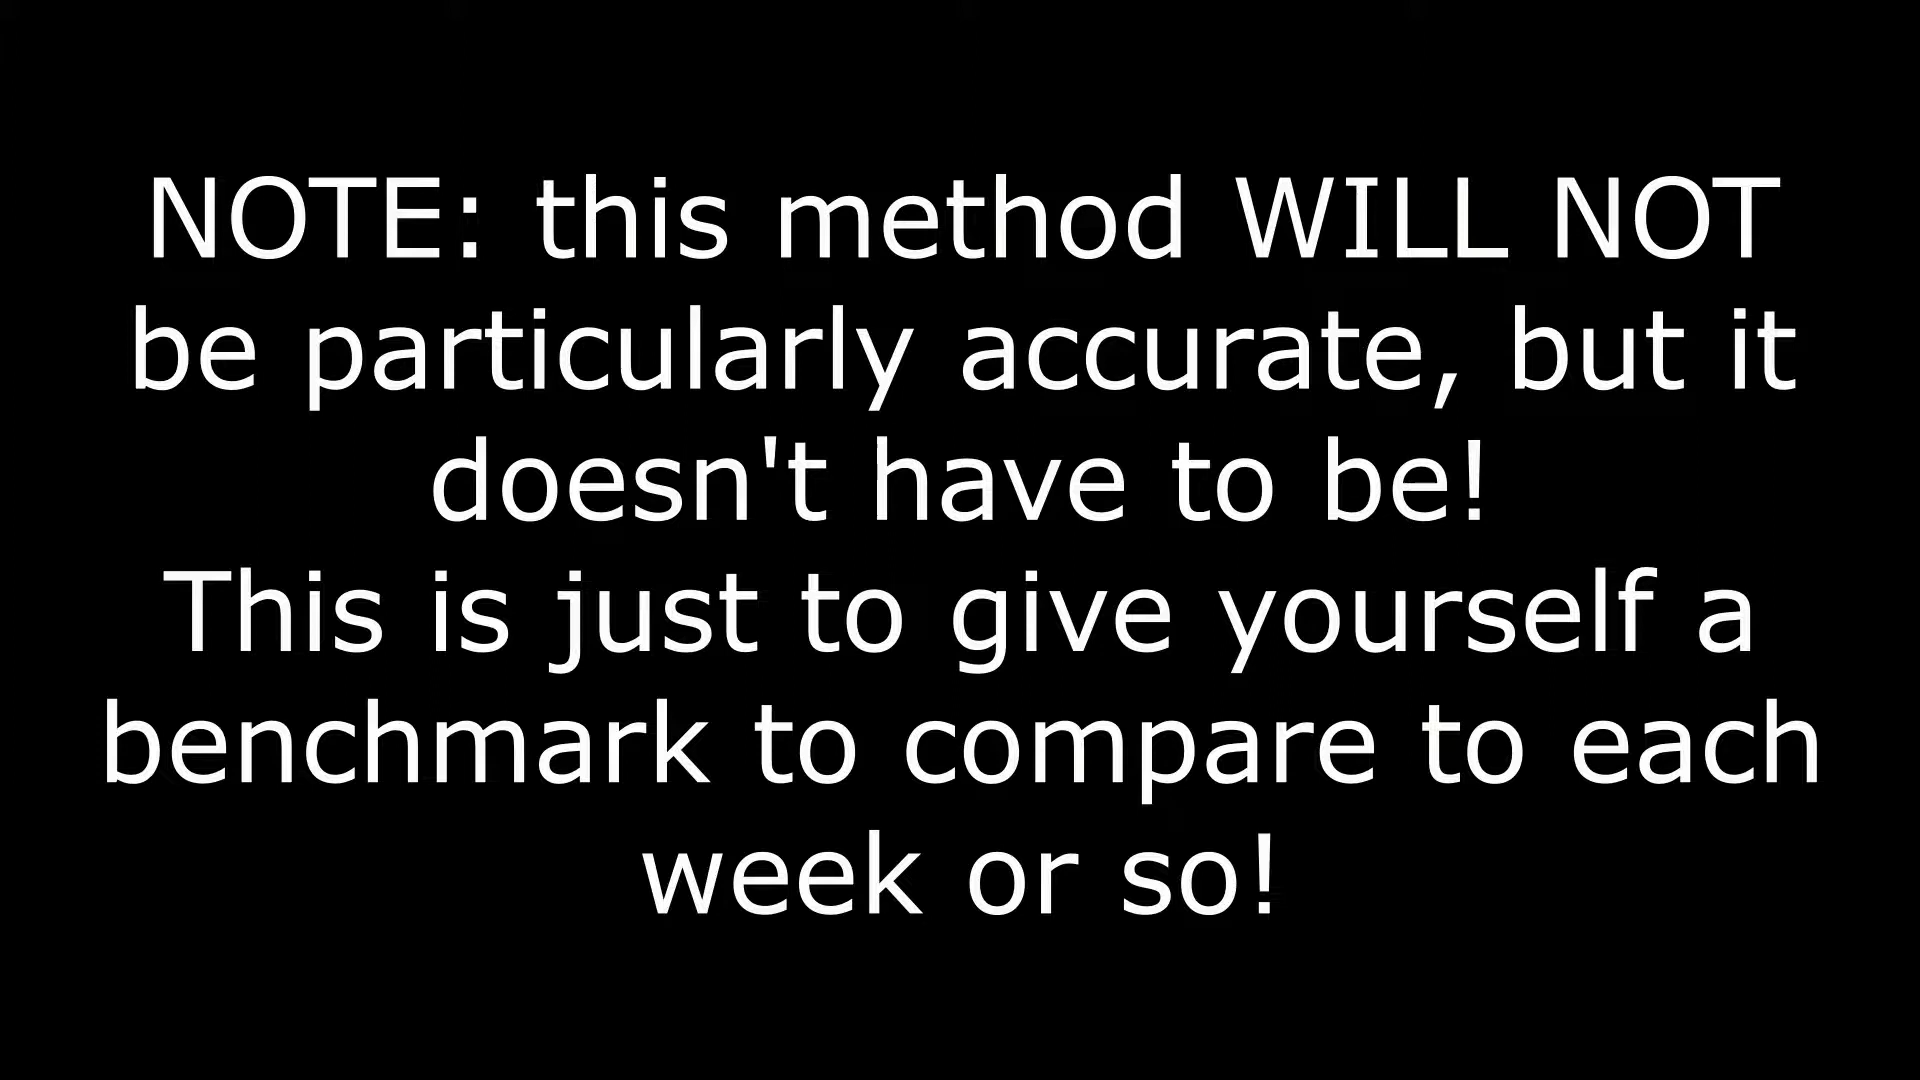 NOTE: this method WILL NOT
be particularly accurate, but it
doesn't have to be!
This is just to give yourself a
benchmark to compare to each
week or so!